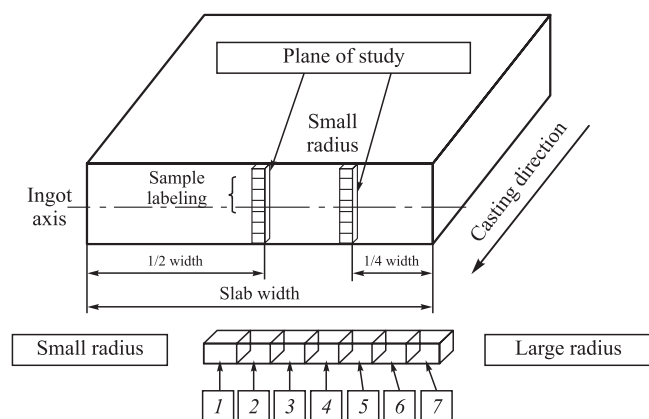 Plane of study
Small
radius
Sample
labeling
Ingot
axis
Casting direction
1/2 width
1/4 width
Slab width
Small radius
Large radius
1 2 3 4 5 6 7